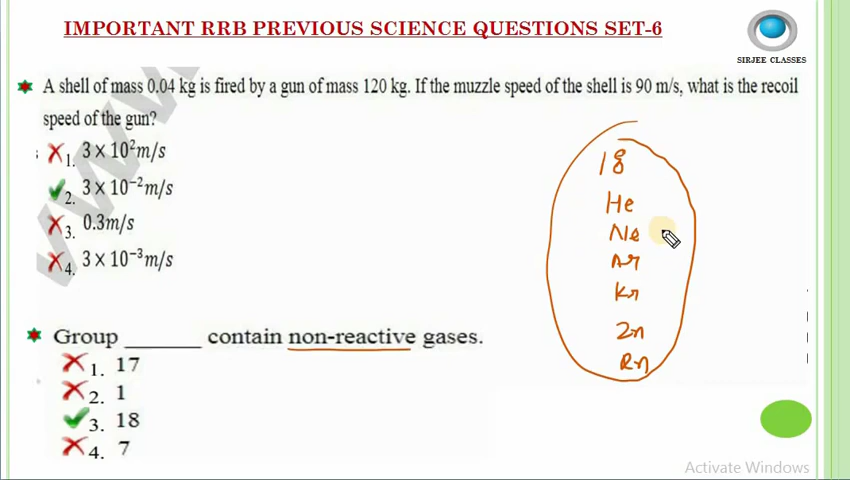 IMPORTANT RRB PREVIOUS SCIENCE QUESTIONS SET-6
SIRJEE CLASSES
A shell of mass 0.04 kg is fired by a gun of mass 120 kg. If the muzzle speed of the shell is 90 m/s, what is the recoil
speed of the gun?
1. 3 × 10²m/s
2. 3 × 10⁻²m/s
3. 0.3m/s
4. 3 × 10⁻³m/s
18
He
Ne
Ar
Kr
Zn
Rn
Group ______ contain non-reactive gases.
1. 17
2. 1
3. 18
4. 7
Activate Windows